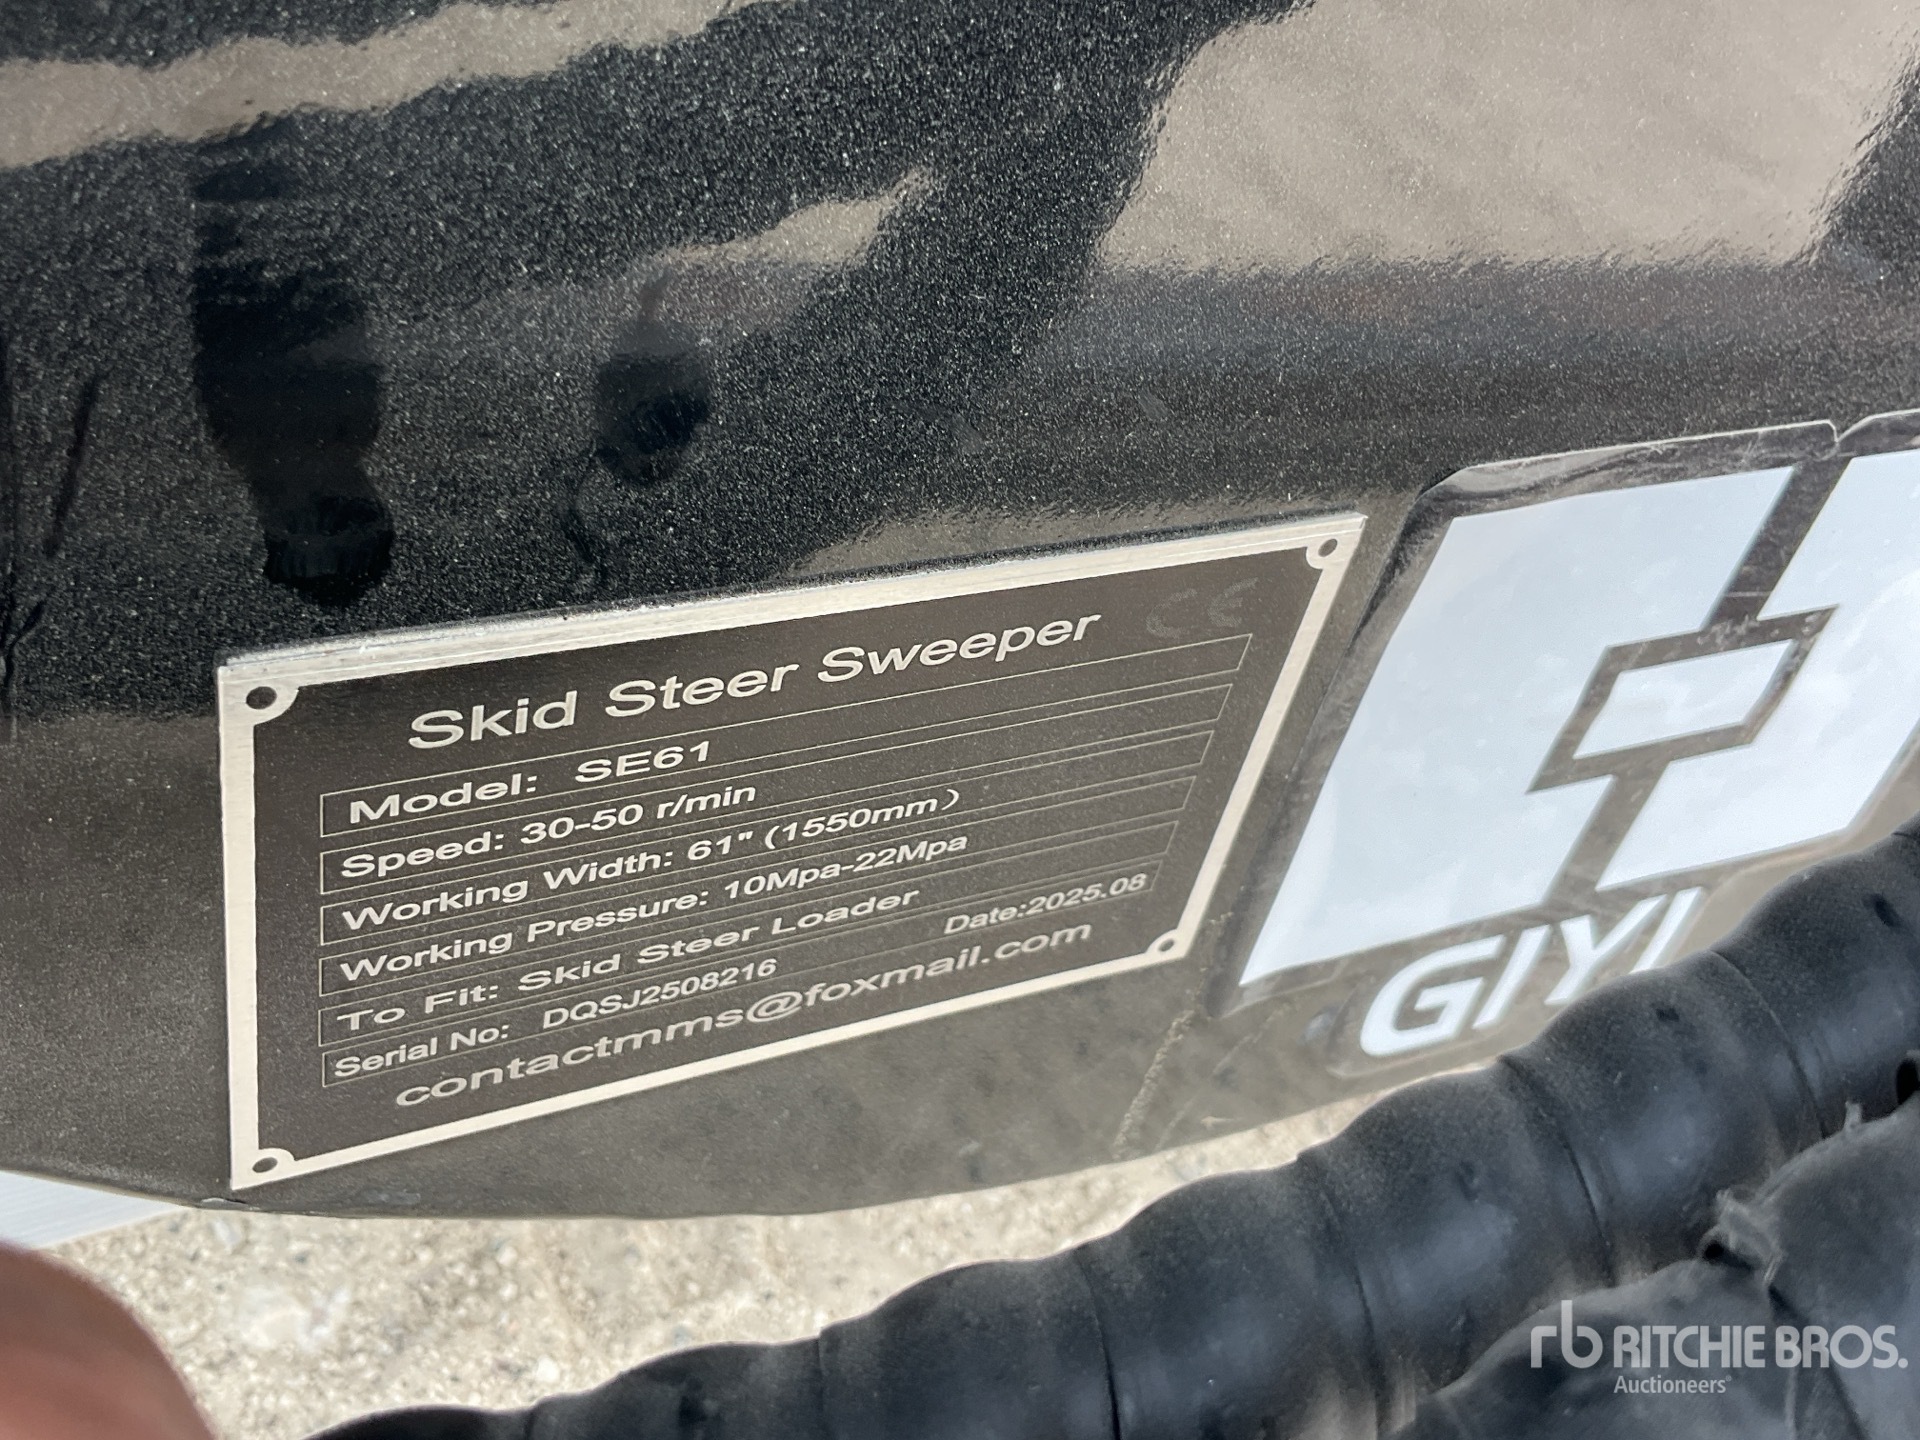 Skid Steer Sweeper CE
Model: SE61
Speed: 30-50 r/min
Working Width: 61" (1550mm)
Working Pressure: 10Mpa-22Mpa
To Fit: Skid Steer Loader
Serial No: DQSJ2508216 Date:2025.08
contactmms@foxmail.com
GIYI
rb RITCHIE BROS.
Auctioneers